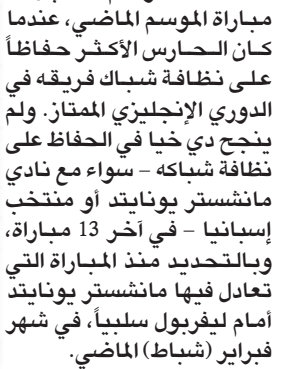 مباراة الموسم الماضي، عندما
كان الحارس الأكثر حفاظاً
على نظافة شباك فريقه في
الدوري الإنجليزي الممتاز. ولم
ينجح دي خيا في الحفاظ على
نظافة شباكه – سواء مع نادي
مانشستر يونايتد أو منتخب
إسبانيا – في آخر 13 مباراة،
وبالتحديد منذ المباراة التي
تعادل فيها مانشستر يونايتد
أمام ليفربول سلبياً، في شهر
فبراير (شباط) الماضي.